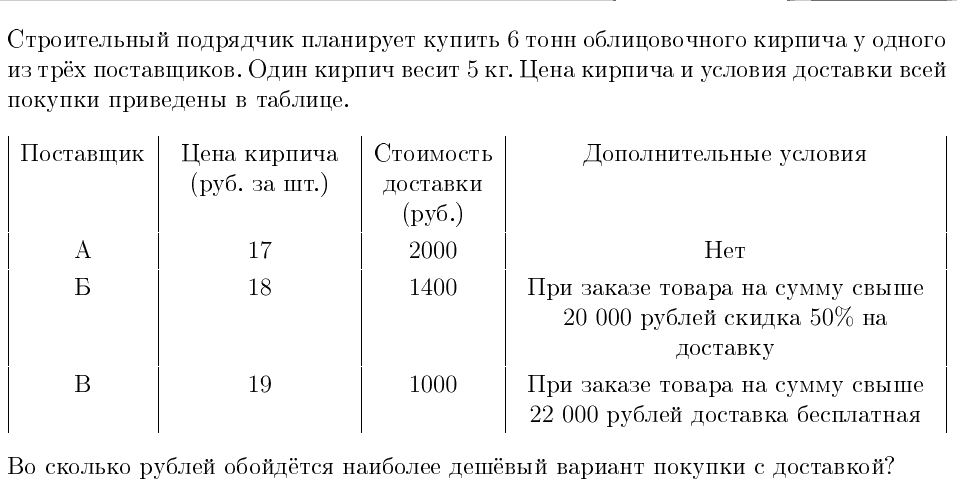 Строительный подрядчик планирует купить 6 тонн облицовочного кирпича у одного
из трёх поставщиков. Один кирпич весит 5 кг. Цена кирпича и условия доставки всей
покупки приведены в таблице.
Поставщик Цена кирпича Стоимость Дополнительные условия
(руб. за шт.) доставки
(руб.)
А 17 2000 Нет
Б 18 1400 При заказе товара на сумму свыше
20 000 рублей скидка 50% на
доставку
В 19 1000 При заказе товара на сумму свыше
22 000 рублей доставка бесплатная
Во сколько рублей обойдётся наиболее дешёвый вариант покупки с доставкой?